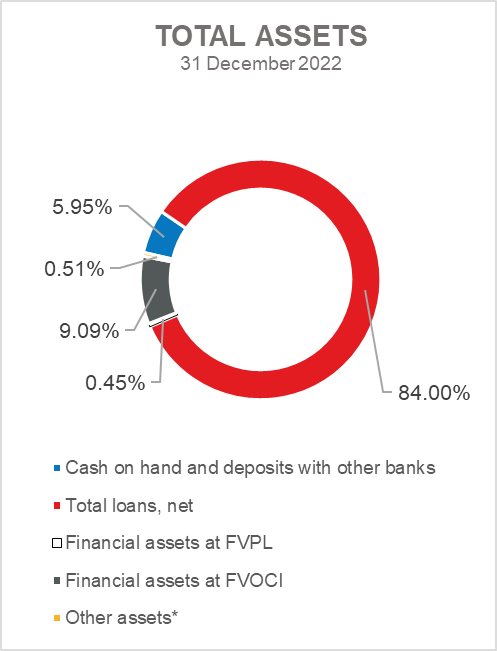 TOTAL ASSETS
31 December 2022
5.95%
0.51%
9.09%
0.45%
84.00%
Cash on hand and deposits with other banks
Total loans, net
Financial assets at FVPL
Financial assets at FVOCI
Other assets*